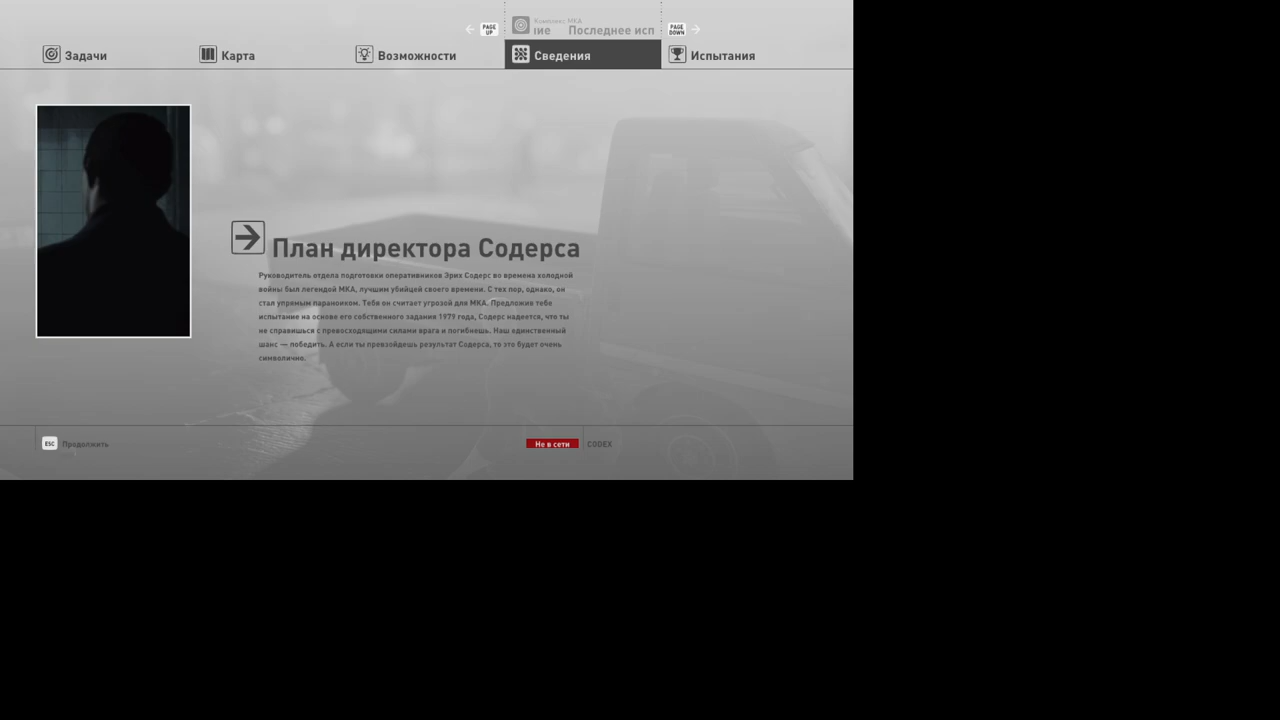 Комплекс МКА
ние Последнее исп
PAGE UP
PAGE DOWN
Задачи
Карта
Возможности
Сведения
Испытания
План директора Содерса
Руководитель отдела подготовки оперативников Эрих Содерс во времена холодной
войны был легендой МКА, лучшим убийцей своего времени. С тех пор, однако, он
стал упрямым параноиком. Тебя он считает угрозой для МКА. Предложив тебе
испытание на основе его собственного задания 1979 года, Содерс надеется, что ты
не справишься с превосходящими силами врага и погибнешь. Наш единственный
шанс — победить. А если ты превзойдешь результат Содерса, то это будет очень
символично.
ESC Продолжить
Не в сети
CODEX